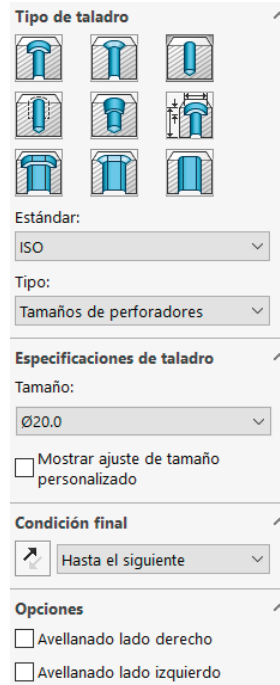 Tipo de taladro
Estándar:
ISO
Tipo:
Tamaños de perforadores
Especificaciones de taladro
Tamaño:
Ø20.0
Mostrar ajuste de tamaño
personalizado
Condición final
Hasta el siguiente
Opciones
Avellanado lado derecho
Avellanado lado izquierdo